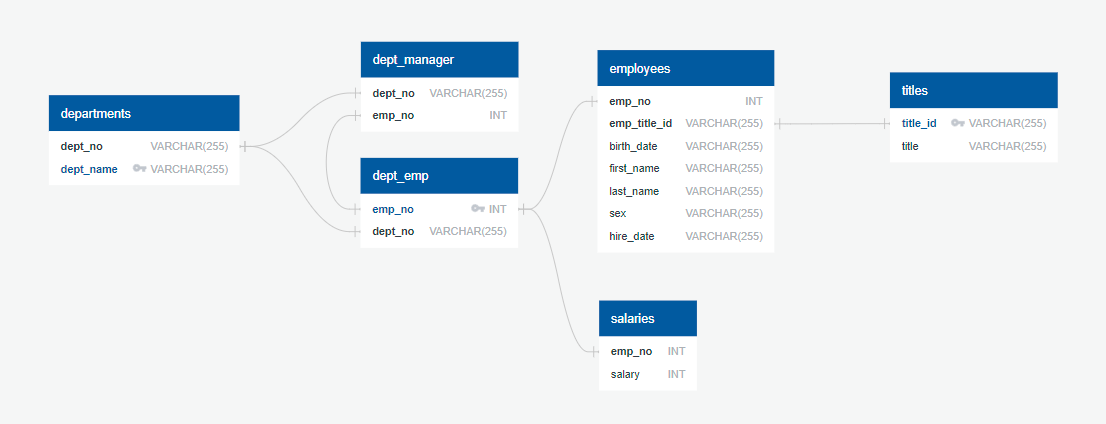 departments
dept_no VARCHAR(255)
dept_name VARCHAR(255)
dept_manager
dept_no VARCHAR(255)
emp_no INT
dept_emp
emp_no INT
dept_no VARCHAR(255)
employees
emp_no INT
emp_title_id VARCHAR(255)
birth_date VARCHAR(255)
first_name VARCHAR(255)
last_name VARCHAR(255)
sex VARCHAR(255)
hire_date VARCHAR(255)
salaries
emp_no INT
salary INT
titles
title_id VARCHAR(255)
title VARCHAR(255)